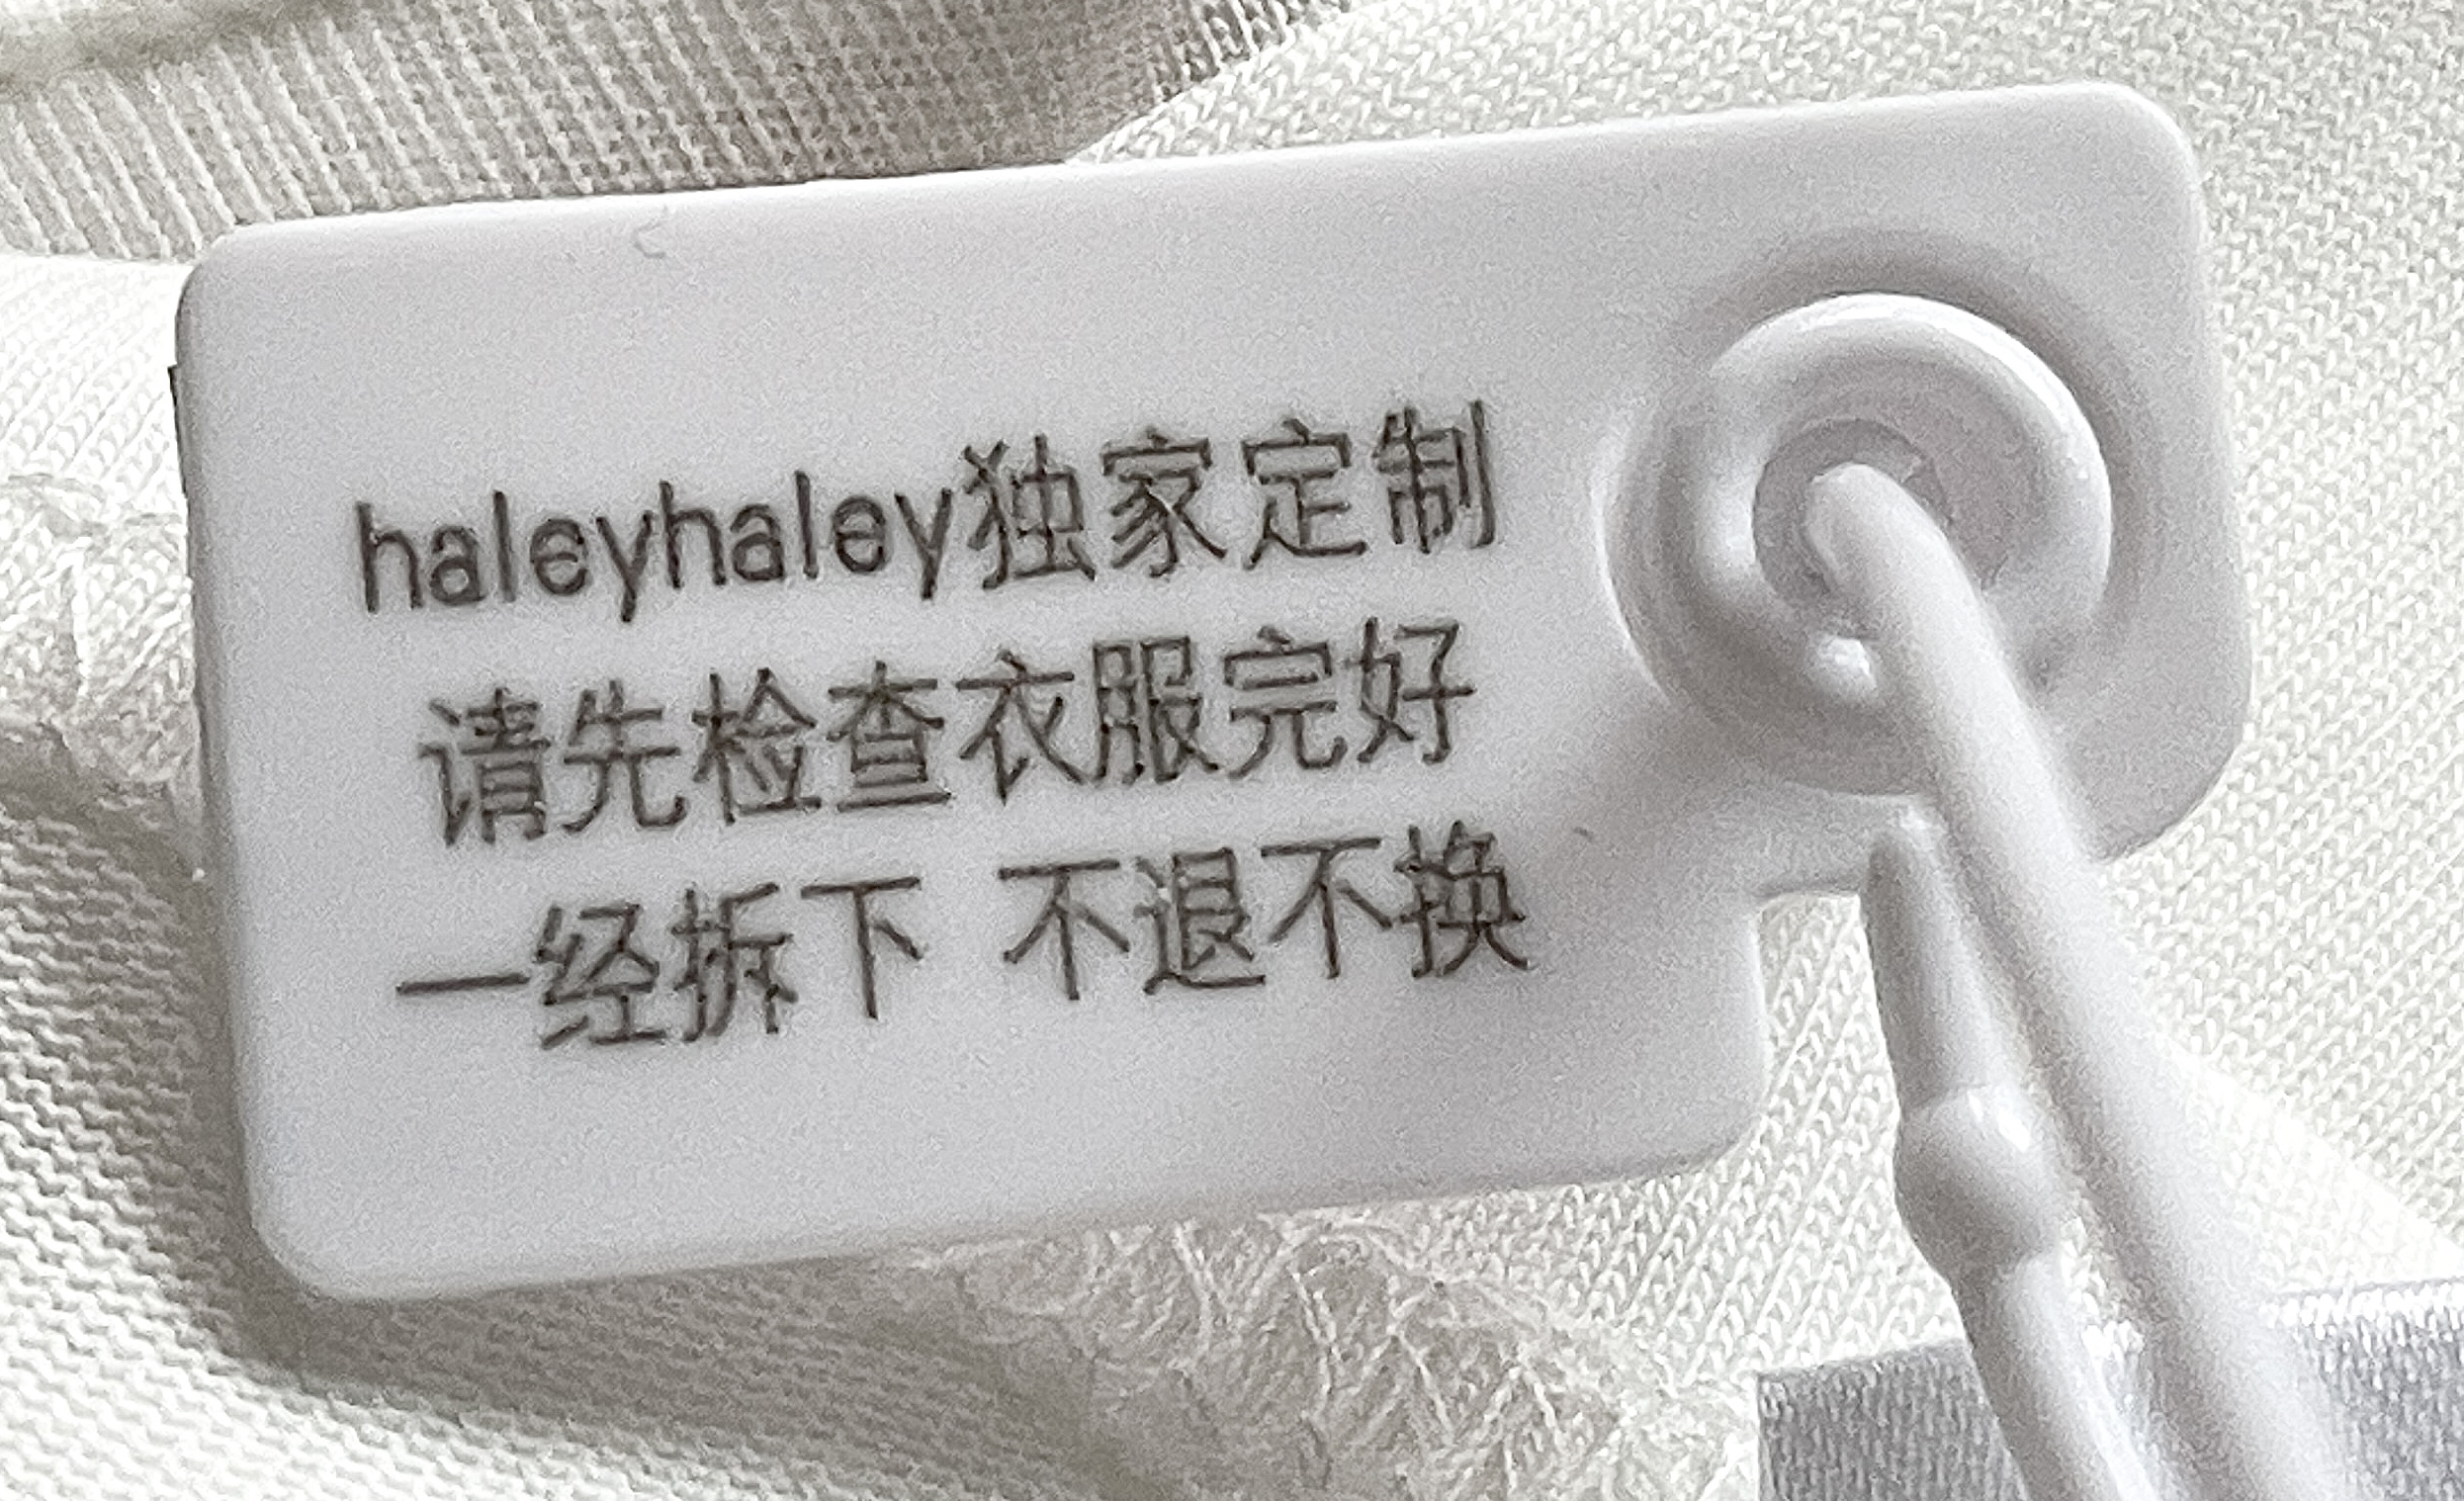 haleyhaley独家定制
请先检查衣服完好
一经拆下 不退不换